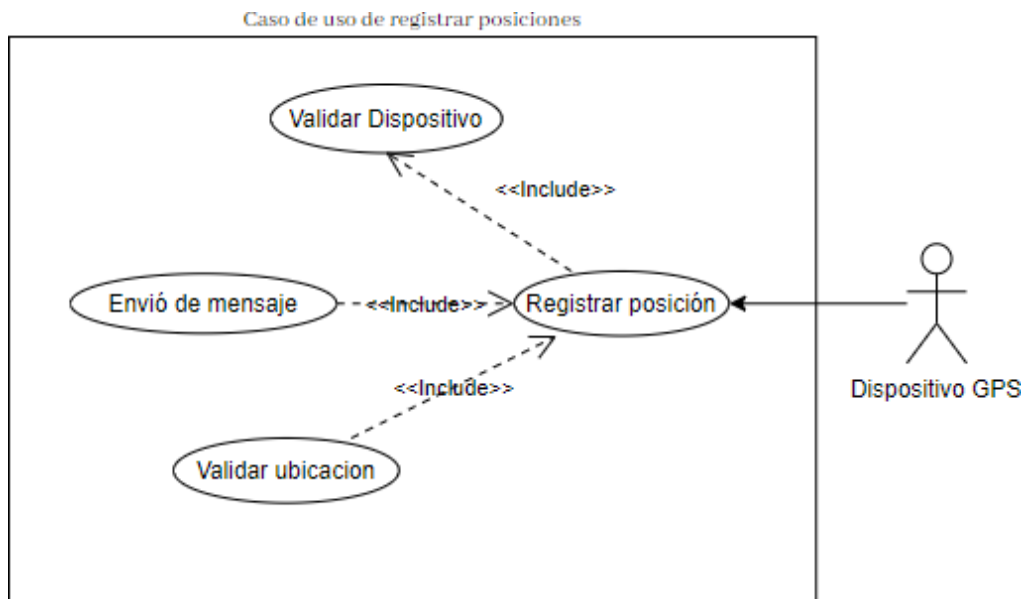 Caso de uso de registrar posiciones
Validar Dispositivo
<<Include>>
Envió de mensaje
<<Include>>
Registrar posición
<<Include>>
Dispositivo GPS
Validar ubicacion